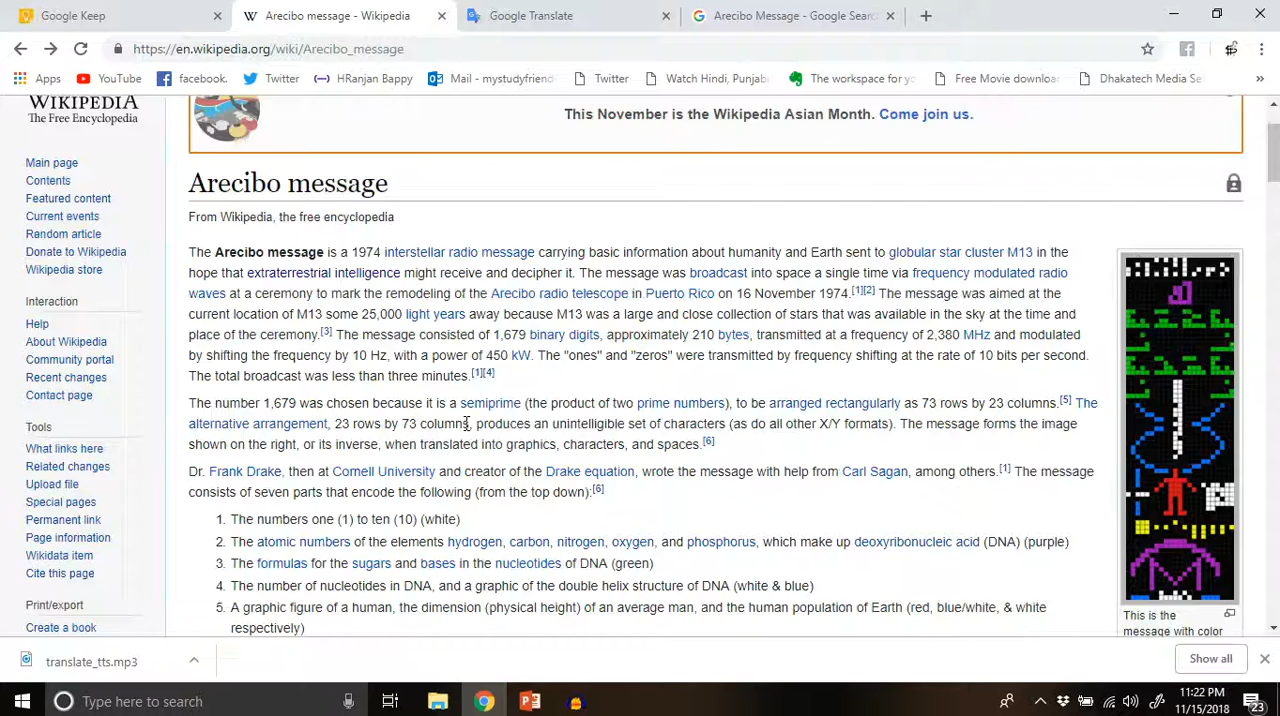 Google Keep
Arecibo message - Wikipedia
Google Translate
Arecibo Message - Google Searc
https://en.wikipedia.org/wiki/Arecibo_message
Apps
YouTube
facebook.
Twitter
HRanjan Bappy
Mail - mystudyfriend
Twitter
Watch Hindi, Punjabi
The workspace for yo
Free Movie downloa
Dhakatech Media Se
WIKIPEDIA
The Free Encyclopedia
This November is the Wikipedia Asian Month. Come join us.
Main page
Contents
Featured content
Current events
Random article
Donate to Wikipedia
Wikipedia store
Interaction
Help
About Wikipedia
Community portal
Recent changes
Contact page
Tools
What links here
Related changes
Upload file
Special pages
Permanent link
Page information
Wikidata item
Cite this page
Print/export
Create a book
Arecibo message
From Wikipedia, the free encyclopedia
The Arecibo message is a 1974 interstellar radio message carrying basic information about humanity and Earth sent to globular star cluster M13 in the
hope that extraterrestrial intelligence might receive and decipher it. The message was broadcast into space a single time via frequency modulated radio
waves at a ceremony to mark the remodeling of the Arecibo radio telescope in Puerto Rico on 16 November 1974.[1][2] The message was aimed at the
current location of M13 some 25,000 light years away because M13 was a large and close collection of stars that was available in the sky at the time and
place of the ceremony.[3] The message consisted of 1,679 binary digits, approximately 210 bytes, transmitted at a frequency of 2,380 MHz and modulated
by shifting the frequency by 10 Hz, with a power of 450 kW. The "ones" and "zeros" were transmitted by frequency shifting at the rate of 10 bits per second.
The total broadcast was less than three minutes.[1][4]
The number 1,679 was chosen because it is a semiprime (the product of two prime numbers), to be arranged rectangularly as 73 rows by 23 columns.[5] The
alternative arrangement, 23 rows by 73 columns, produces an unintelligible set of characters (as do all other X/Y formats). The message forms the image
shown on the right, or its inverse, when translated into graphics, characters, and spaces.[6]
Dr. Frank Drake, then at Cornell University and creator of the Drake equation, wrote the message with help from Carl Sagan, among others.[1] The message
consists of seven parts that encode the following (from the top down):[6]
1. The numbers one (1) to ten (10) (white)
2. The atomic numbers of the elements hydrogen, carbon, nitrogen, oxygen, and phosphorus, which make up deoxyribonucleic acid (DNA) (purple)
3. The formulas for the sugars and bases in the nucleotides of DNA (green)
4. The number of nucleotides in DNA, and a graphic of the double helix structure of DNA (white & blue)
5. A graphic figure of a human, the dimension (physical height) of an average man, and the human population of Earth (red, blue/white, & white
respectively)
This is the
message with color
translate_tts.mp3
Show all
Type here to search
11:22 PM
11/15/2018
23